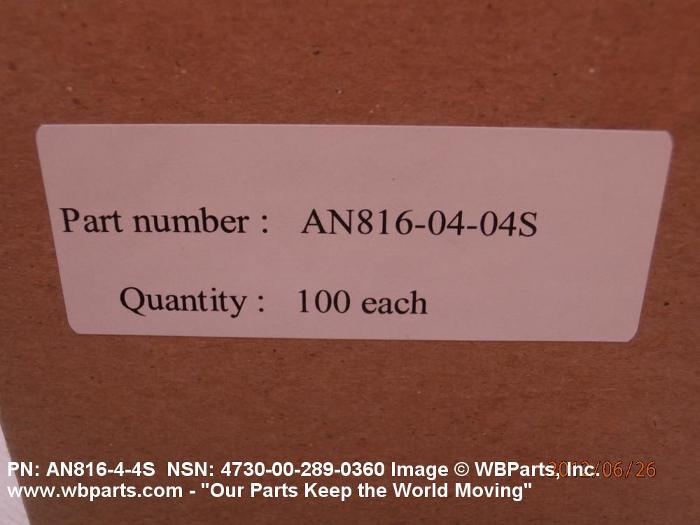 Part number : AN816-04-04S
Quantity : 100 each
PN: AN816-4-4S NSN: 4730-00-289-0360 Image © WBParts, Inc.
www.wbparts.com - "Our Parts Keep the World Moving"